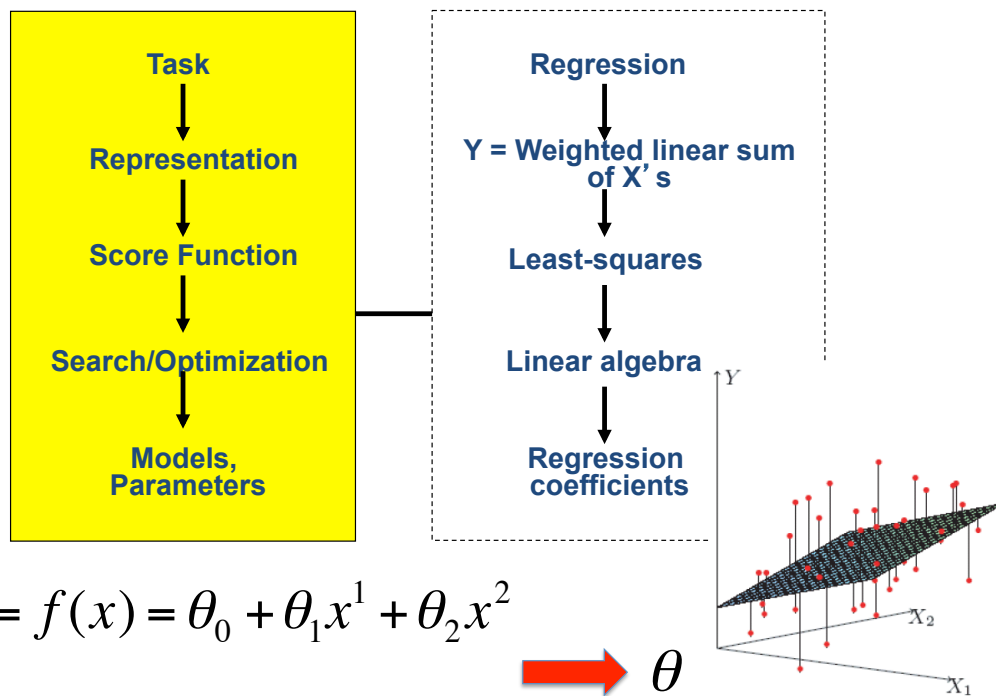 Task
Representation
Score Function
Search/Optimization
Models,
Parameters
Regression
Y = Weighted linear sum
of X’s
Least-squares
Linear algebra
Regression
coefficients
Y
X₂
X₁
= f(x) = θ₀ + θ₁x¹ + θ₂x²
θ